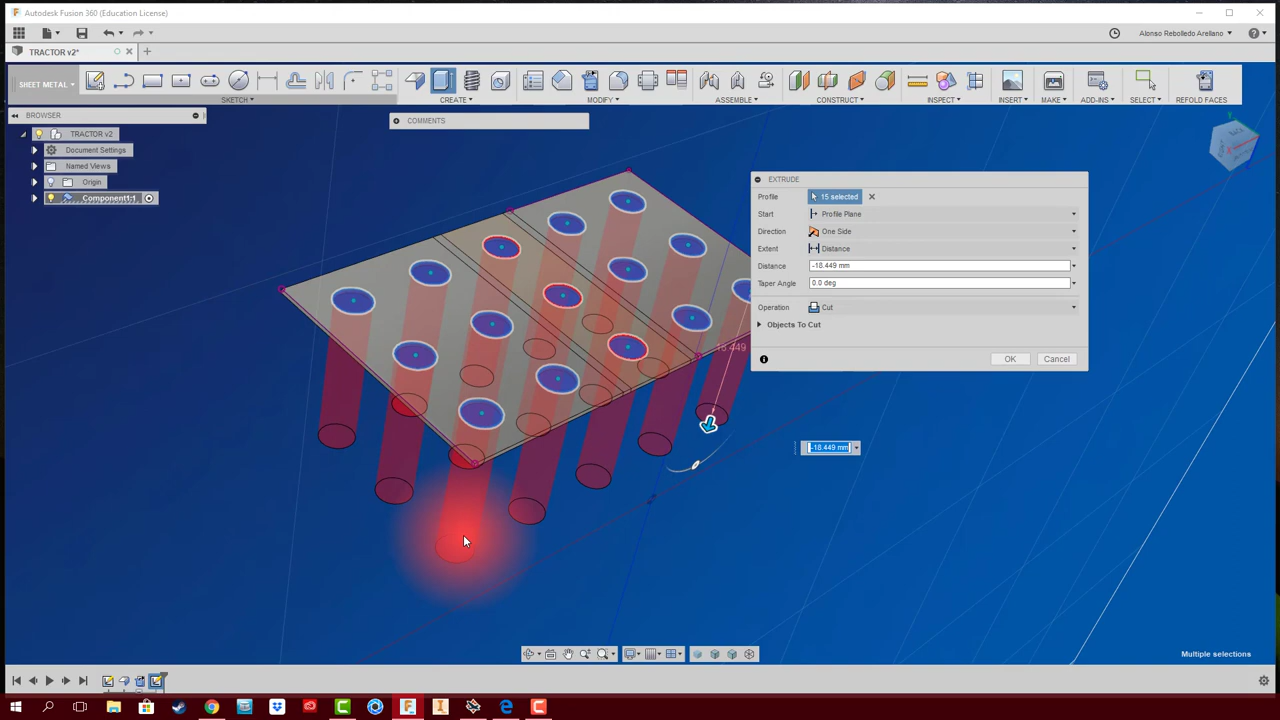 Autodesk Fusion 360 (Education License)
Alonso Rebolledo Arellano
TRACTOR v2*
SHEET METAL
SKETCH
CREATE
MODIFY
ASSEMBLE
CONSTRUCT
INSPECT
INSERT
MAKE
ADD-INS
SELECT
REFOLD FACES
BROWSER
COMMENTS
TRACTOR v2
Document Settings
Named Views
Origin
Component1:1
BACK
EXTRUDE
Profile
15 selected
Start
Profile Plane
Direction
One Side
Extent
Distance
Distance
-18.449 mm
Taper Angle
0.0 deg
Operation
Cut
Objects To Cut
OK
Cancel
18.449
-18.449 mm
Multiple selections